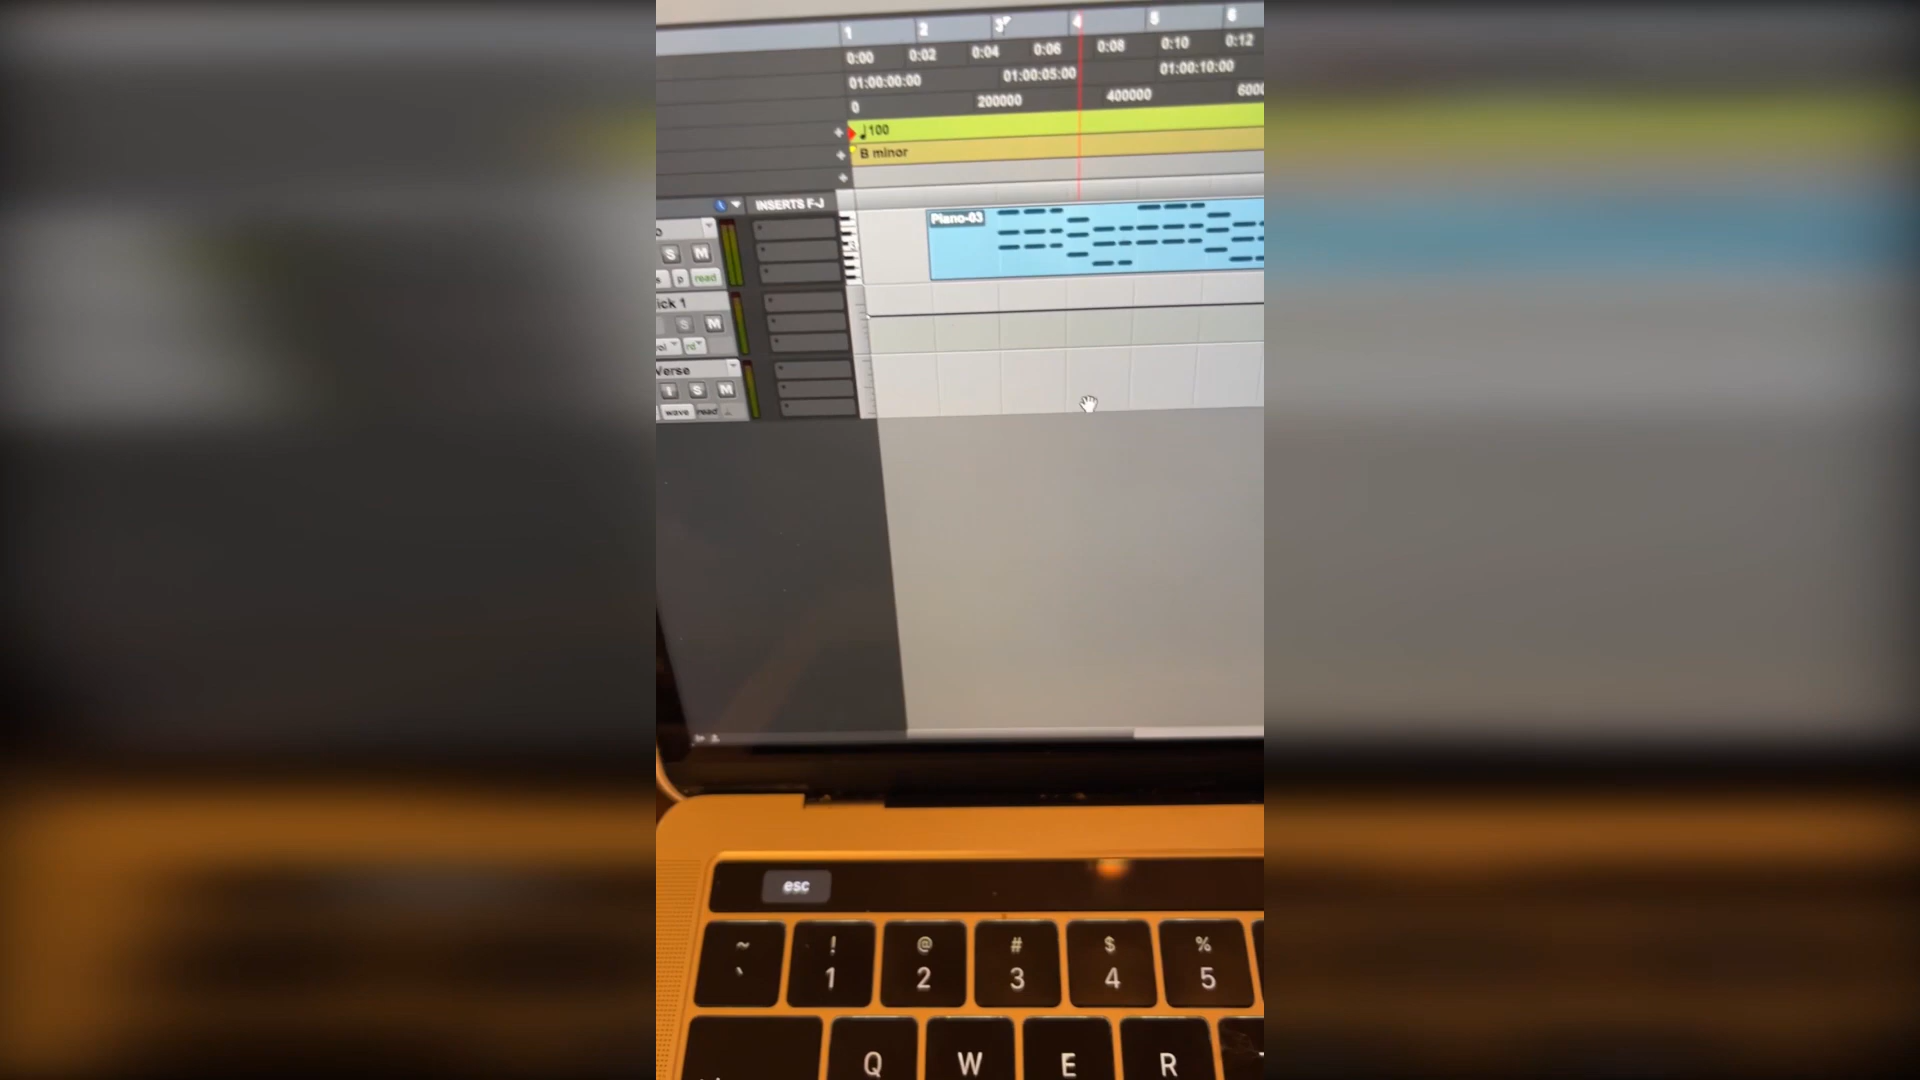 1 2 3 4 5 6
0:00 0:02 0:04 0:06 0:08 0:10 0:12
01:00:00:00 01:00:05:00 01:00:10:00
0 200000 400000
100
B minor
INSERTS F-J
Piano-03
S M
p read
ick 1
S M
Verse
I S M
wave read
esc
~ ! @ # $ %
` 1 2 3 4 5
Q W E R